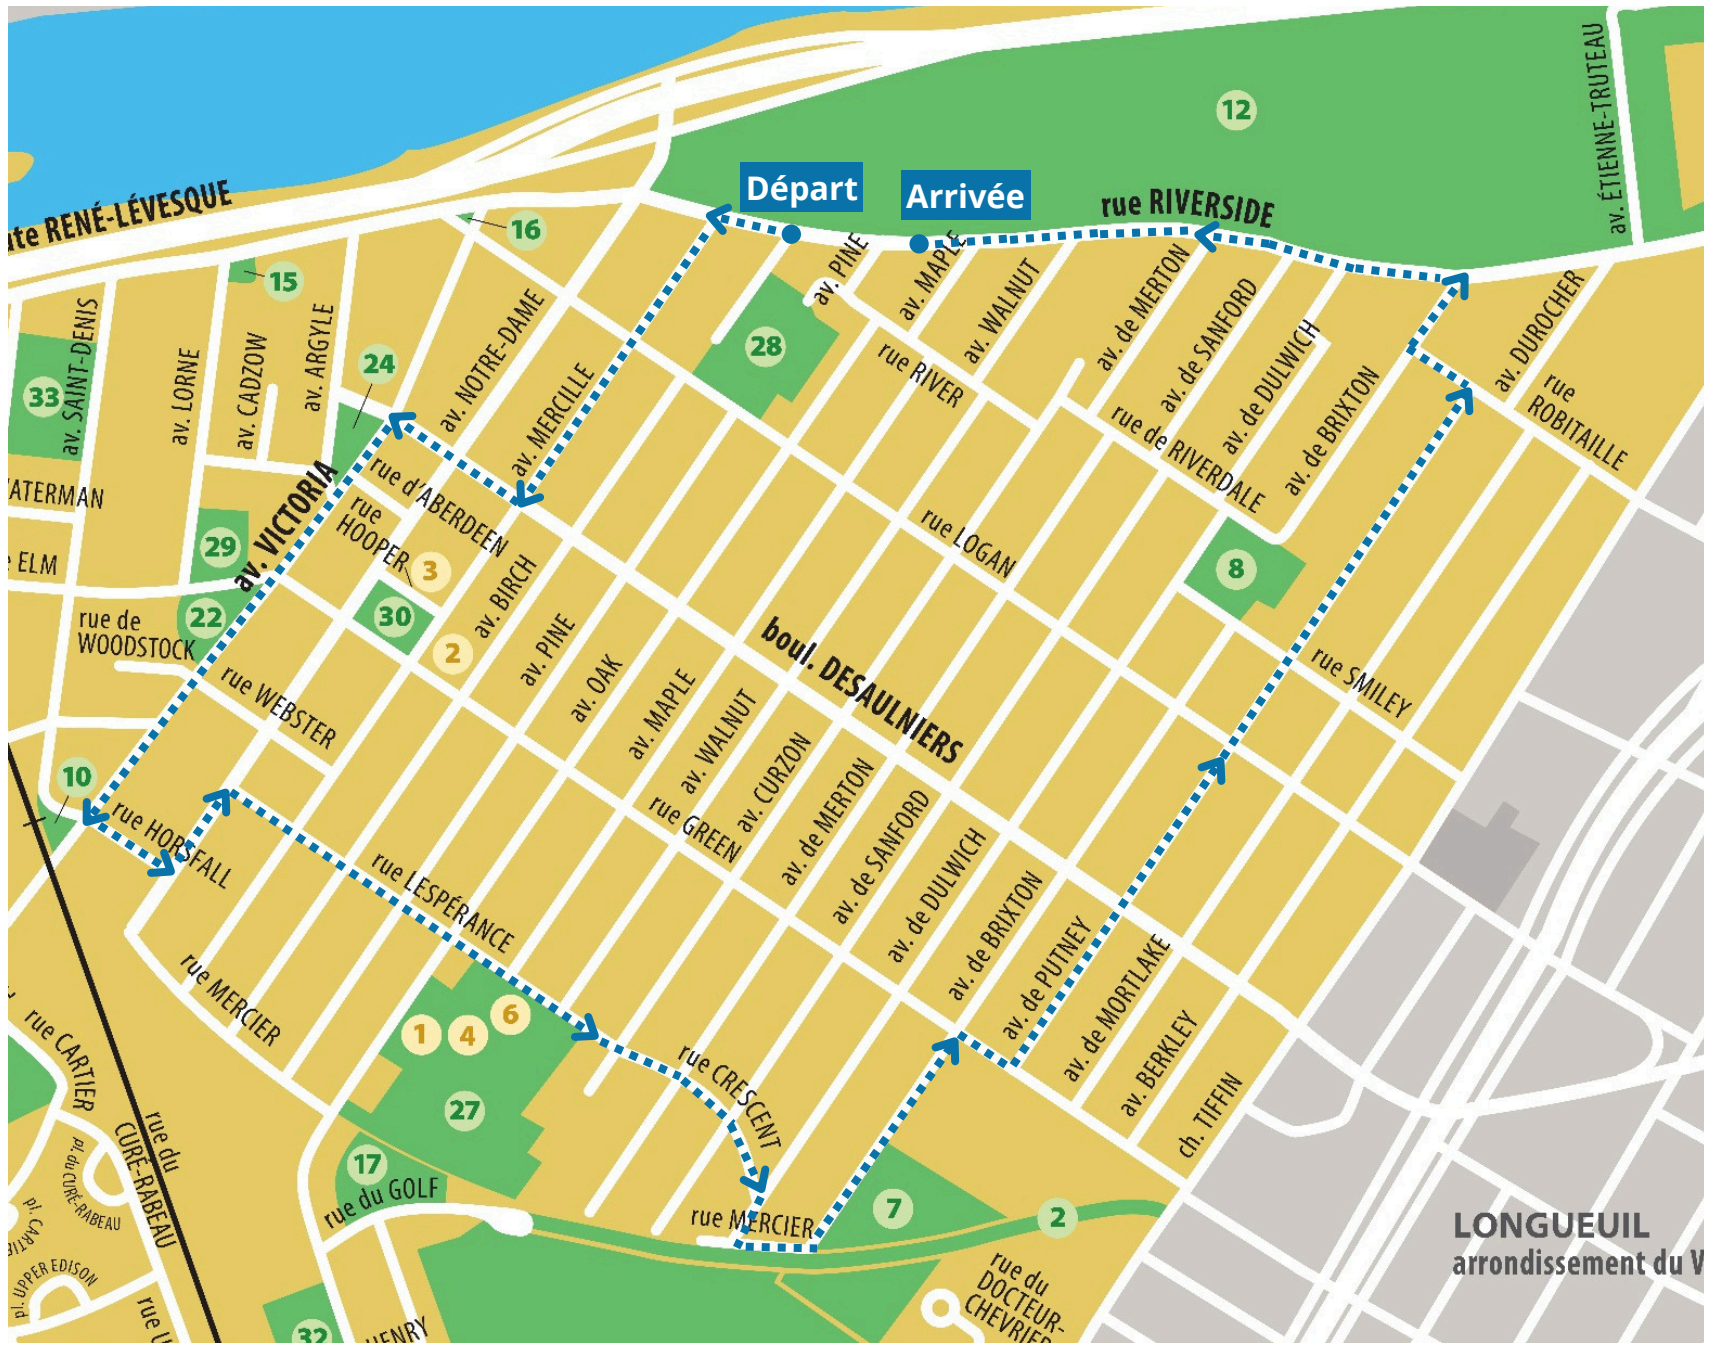 12
Départ
Arrivée
rue RIVERSIDE
av. ÉTIENNE-TRUTEAU
RENÉ-LÉVESQUE
16
15
av. PINE
av. MAPLE
av. WALNUT
av. de MERTON
av. de SANFORD
av. de DULWICH
av. de BRIXTON
av. DUROCHER
rue
ROBITAILLE
33
av. SAINT-DENIS
av. LORNE
av. CADZOW
av. ARGYLE
24
av. NOTRE-DAME
av. MERCILLE
28
rue RIVER
rue de RIVERDALE
ELM
29
av. VICTORIA
rue d'ABERDEEN
rue
HOOPER
3
30
2
22
rue de
WOODSTOCK
rue WEBSTER
av. BIRCH
av. PINE
av. OAK
av. MAPLE
av. WALNUT
av. CURZON
av. de MERTON
av. de SANFORD
av. de DULWICH
av. de BRIXTON
av. de PUTNEY
av. de MORTLAKE
av. BERKLEY
ch. TIFFIN
rue LOGAN
boul. DESAULNIERS
8
rue SMILEY
rue GREEN
10
rue HORSFALL
rue LESPÉRANCE
rue MERCIER
1
4
6
27
rue CRESCENT
17
rue du GOLF
rue MERCIER
7
2
rue CARTIER
rue du
CURÉ-RABEAU
pl. du CURÉ-RABEAU
pl. UPPER EDISON
32
HENRY
rue du
DOCTEUR-
CHEVRIER
LONGUEUIL
arrondissement du V